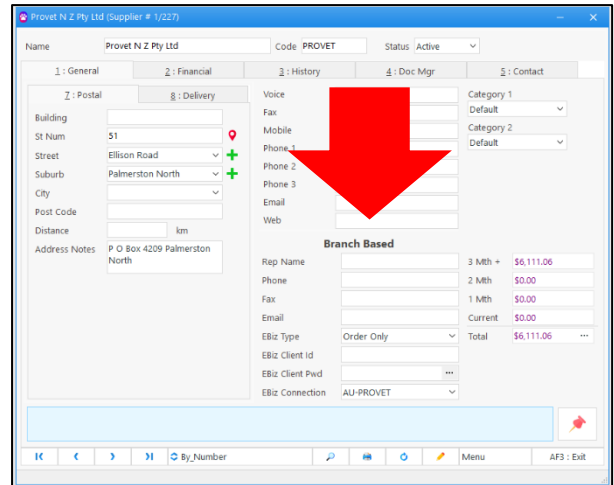 Provet N Z Pty Ltd (Supplier # 1/227)
Name Provet N Z Pty Ltd Code PROVET Status Active
1 : General 2 : Financial 3 : History 4 : Doc Mgr 5 : Contact
7 : Postal 8 : Delivery
Building
St Num 51
Street Ellison Road
Suburb Palmerston North
City
Post Code
Distance km
Address Notes P O Box 4209 Palmerston
North
Voice
Fax
Mobile
Phone 1
Phone 2
Phone 3
Email
Web
Category 1
Default
Category 2
Default
Branch Based
Rep Name
Phone
Fax
Email
EBiz Type Order Only
EBiz Client Id
EBiz Client Pwd ...
EBiz Connection AU-PROVET
3 Mth + $6,111.06
2 Mth $0.00
1 Mth $0.00
Current $0.00
Total $6,111.06 ...
By_Number Menu AF3 : Exit